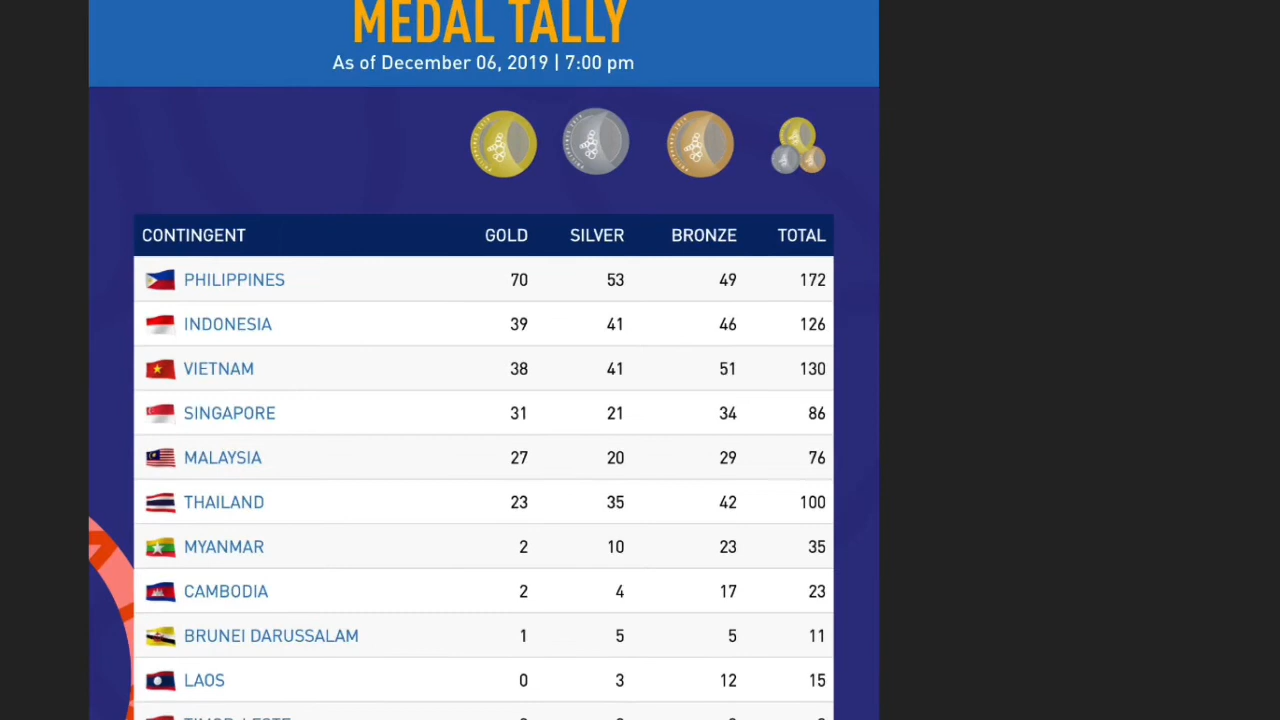 MEDAL TALLY
As of December 06, 2019 | 7:00 pm
CONTINGENT GOLD SILVER BRONZE TOTAL
PHILIPPINES 70 53 49 172
INDONESIA 39 41 46 126
VIETNAM 38 41 51 130
SINGAPORE 31 21 34 86
MALAYSIA 27 20 29 76
THAILAND 23 35 42 100
MYANMAR 2 10 23 35
CAMBODIA 2 4 17 23
BRUNEI DARUSSALAM 1 5 5 11
LAOS 0 3 12 15